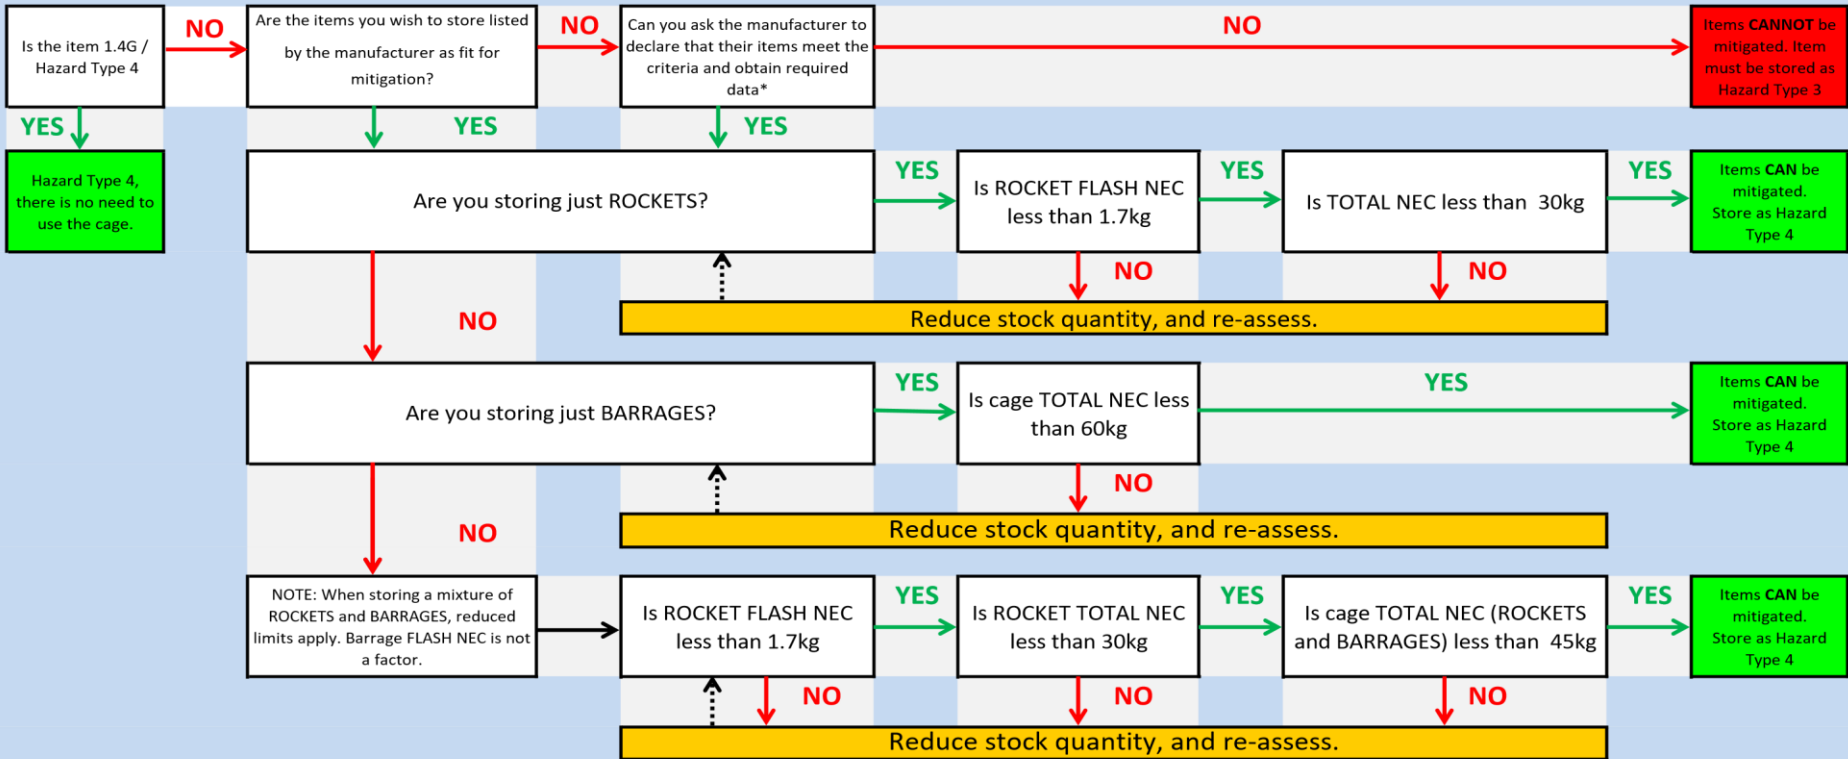 Is the item 1.4G /
Hazard Type 4
NO
Are the items you wish to store listed
by the manufacturer as fit for
mitigation?
NO
Can you ask the manufacturer to
declare that their items meet the
criteria and obtain required
data*
NO
Items CANNOT be
mitigated. Item
must be stored as
Hazard Type 3
YES
YES
YES
Hazard Type 4,
there is no need to
use the cage.
Are you storing just ROCKETS?
YES
Is ROCKET FLASH NEC
less than 1.7kg
YES
Is TOTAL NEC less than 30kg
YES
Items CAN be
mitigated.
Store as Hazard
Type 4
NO
NO
NO
Reduce stock quantity, and re-assess.
Are you storing just BARRAGES?
YES
Is cage TOTAL NEC less
than 60kg
YES
Items CAN be
mitigated.
Store as Hazard
Type 4
NO
NO
Reduce stock quantity, and re-assess.
NOTE: When storing a mixture of
ROCKETS and BARRAGES, reduced
limits apply. Barrage FLASH NEC is not
a factor.
Is ROCKET FLASH NEC
less than 1.7kg
YES
Is ROCKET TOTAL NEC
less than 30kg
YES
Is cage TOTAL NEC (ROCKETS
and BARRAGES) less than 45kg
YES
Items CAN be
mitigated.
Store as Hazard
Type 4
NO
NO
NO
Reduce stock quantity, and re-assess.